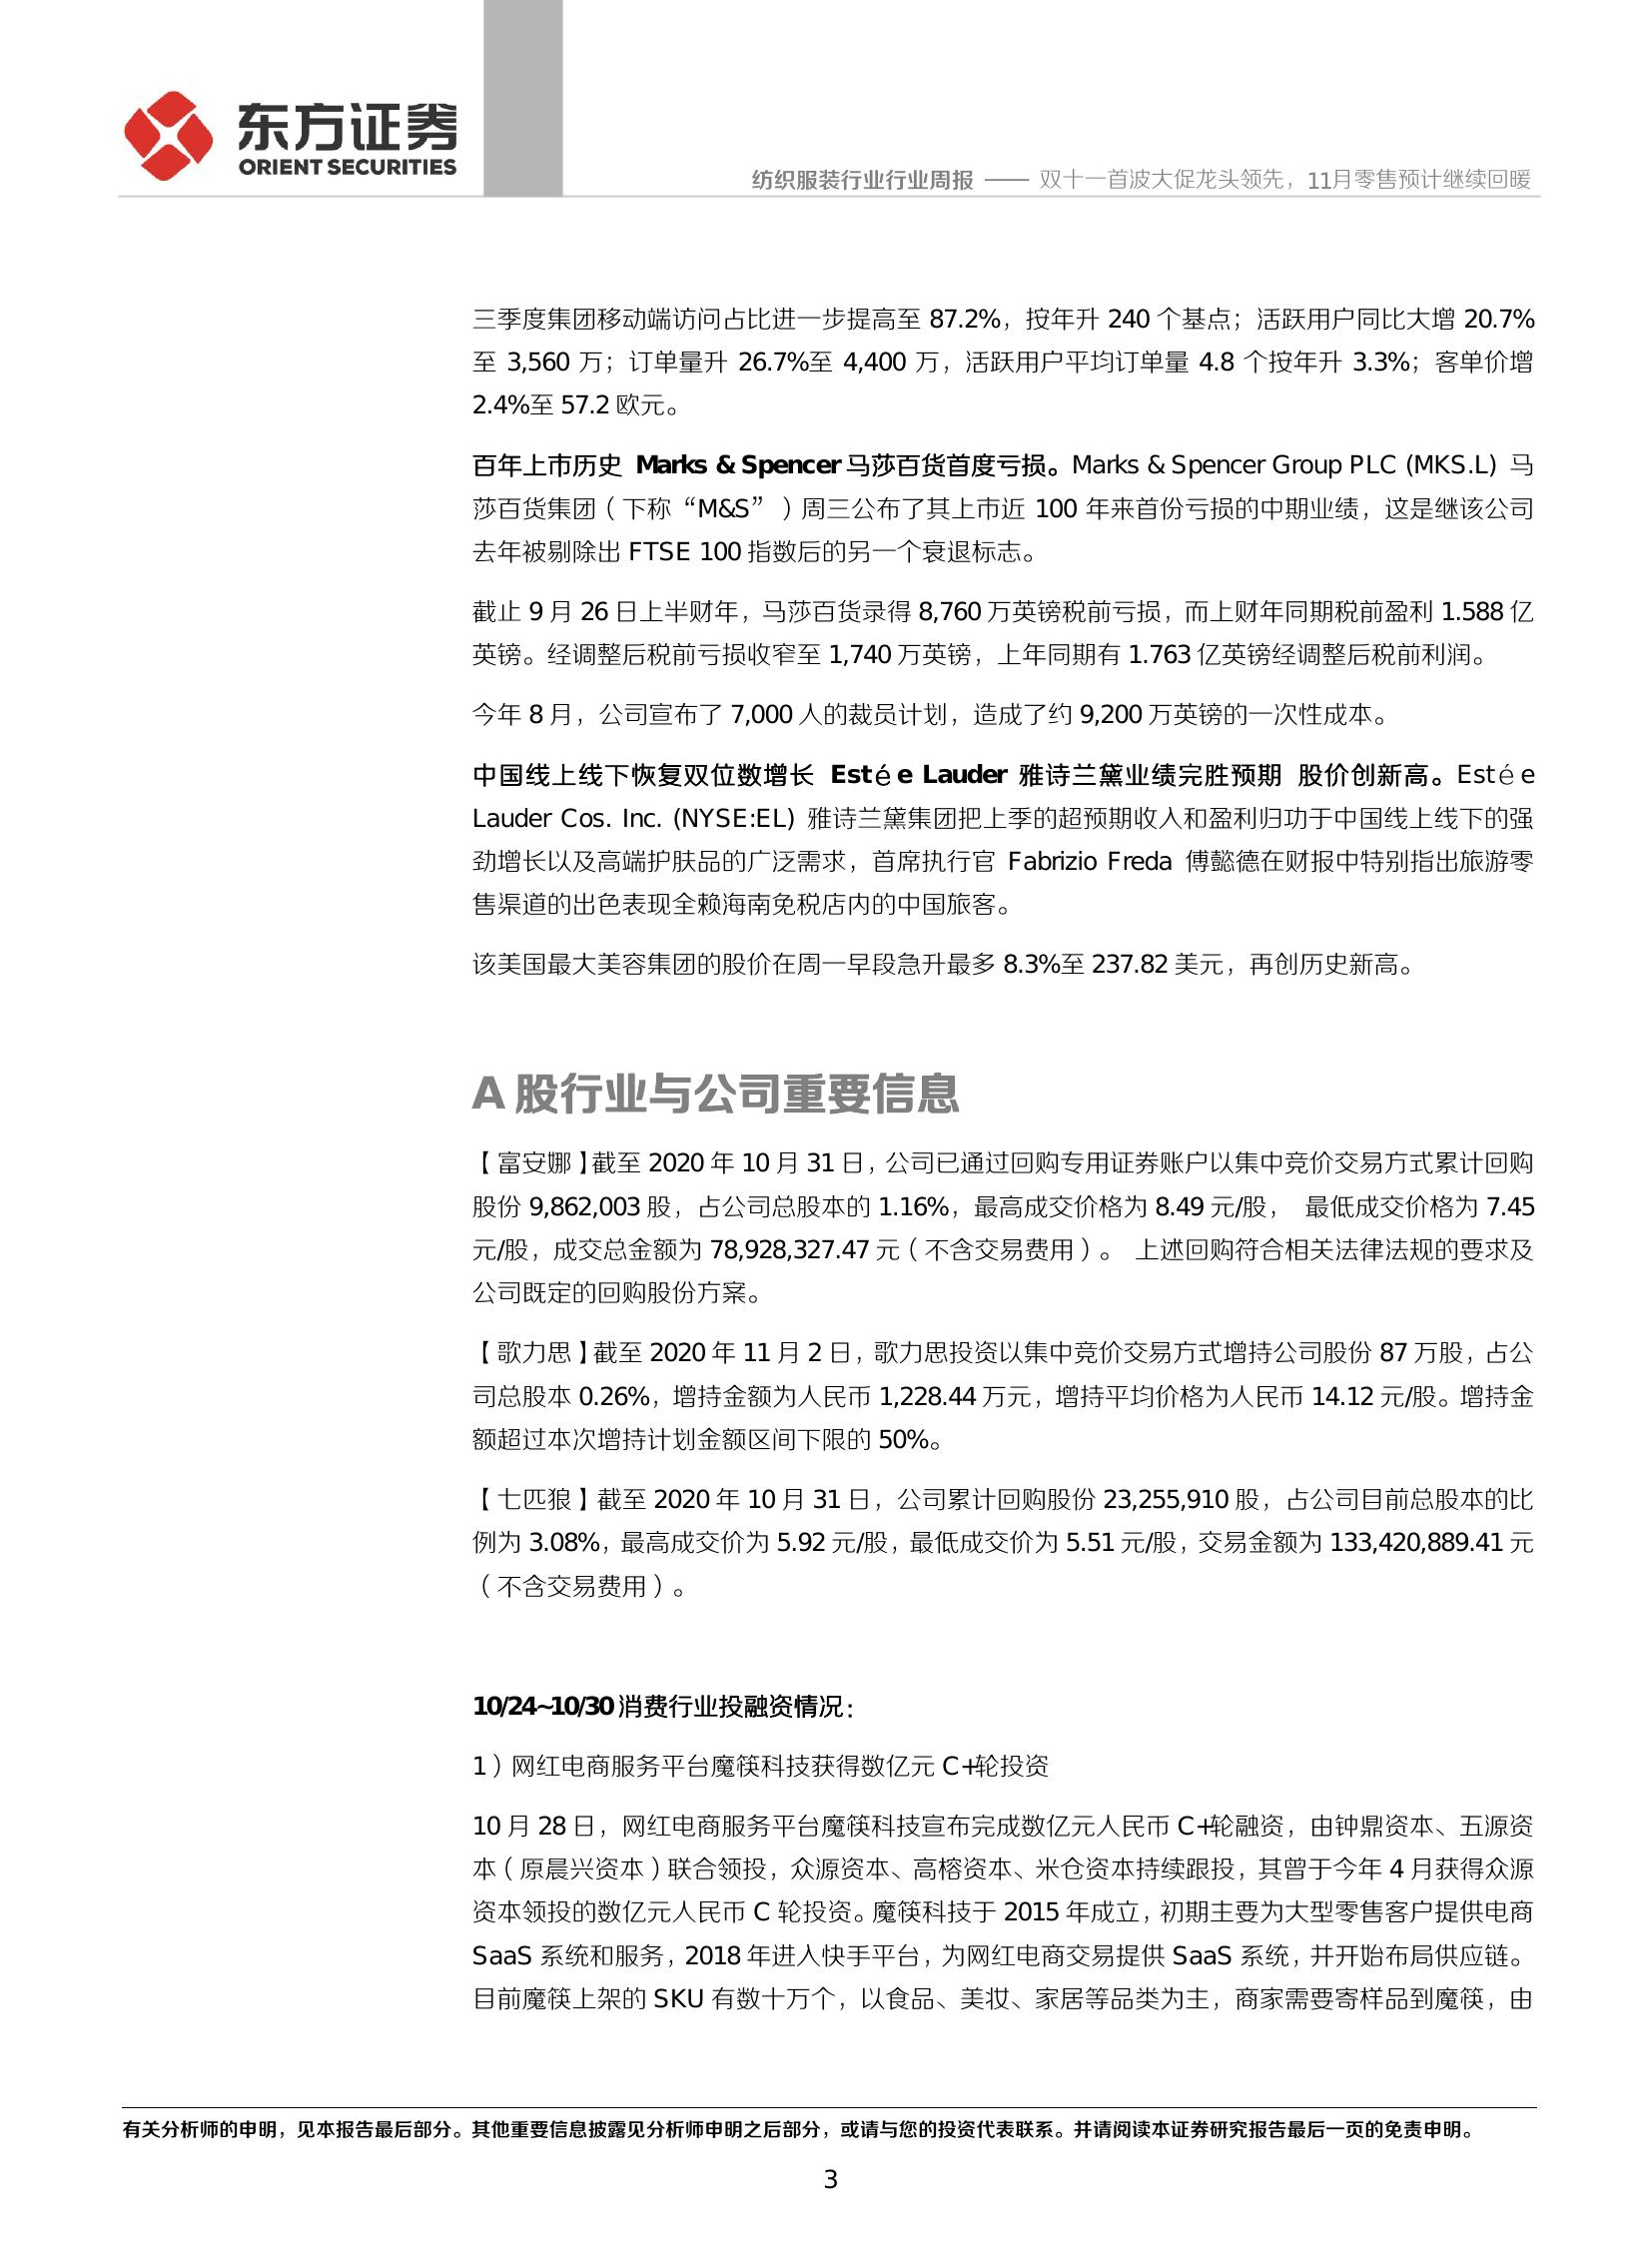 东方证券
ORIENT SECURITIES
纺织服装行业行业周报 —— 双十一首波大促龙头领先，11月零售预计继续回暖
三季度集团移动端访问占比进一步提高至 87.2%，按年升 240 个基点；活跃用户同比大增 20.7%
至 3,560 万；订单量升 26.7%至 4,400 万，活跃用户平均订单量 4.8 个按年升 3.3%；客单价增
2.4%至 57.2 欧元。
百年上市历史 Marks & Spencer 马莎百货首度亏损。Marks & Spencer Group PLC (MKS.L) 马
莎百货集团（下称“M&S”）周三公布了其上市近 100 年来首份亏损的中期业绩，这是继该公司
去年被剔除出 FTSE 100 指数后的另一个衰退标志。
截止 9 月 26 日上半财年，马莎百货录得 8,760 万英镑税前亏损，而上财年同期税前盈利 1.588 亿
英镑。经调整后税前亏损收窄至 1,740 万英镑，上年同期有 1.763 亿英镑经调整后税前利润。
今年 8 月，公司宣布了 7,000 人的裁员计划，造成了约 9,200 万英镑的一次性成本。
中国线上线下恢复双位数增长 Estée Lauder 雅诗兰黛业绩完胜预期 股价创新高。Estée
Lauder Cos. Inc. (NYSE:EL) 雅诗兰黛集团把上季的超预期收入和盈利归功于中国线上线下的强
劲增长以及高端护肤品的广泛需求，首席执行官 Fabrizio Freda 傅懿德在财报中特别指出旅游零
售渠道的出色表现全赖海南免税店内的中国旅客。
该美国最大美容集团的股价在周一早段急升最多 8.3%至 237.82 美元，再创历史新高。
A 股行业与公司重要信息
【富安娜】截至 2020 年 10 月 31 日，公司已通过回购专用证券账户以集中竞价交易方式累计回购
股份 9,862,003 股，占公司总股本的 1.16%，最高成交价格为 8.49 元/股， 最低成交价格为 7.45
元/股，成交总金额为 78,928,327.47 元（不含交易费用）。 上述回购符合相关法律法规的要求及
公司既定的回购股份方案。
【歌力思】截至 2020 年 11 月 2 日，歌力思投资以集中竞价交易方式增持公司股份 87 万股，占公
司总股本 0.26%，增持金额为人民币 1,228.44 万元，增持平均价格为人民币 14.12 元/股。增持金
额超过本次增持计划金额区间下限的 50%。
【七匹狼】截至 2020 年 10 月 31 日，公司累计回购股份 23,255,910 股，占公司目前总股本的比
例为 3.08%，最高成交价为 5.92 元/股，最低成交价为 5.51 元/股，交易金额为 133,420,889.41 元
（不含交易费用）。
10/24~10/30 消费行业投融资情况：
1）网红电商服务平台魔筷科技获得数亿元 C+轮投资
10 月 28 日，网红电商服务平台魔筷科技宣布完成数亿元人民币 C+轮融资，由钟鼎资本、五源资
本（原晨兴资本）联合领投，众源资本、高榕资本、米仓资本持续跟投，其曾于今年 4 月获得众源
资本领投的数亿元人民币 C 轮投资。魔筷科技于 2015 年成立，初期主要为大型零售客户提供电商
SaaS 系统和服务，2018 年进入快手平台，为网红电商交易提供 SaaS 系统，并开始布局供应链。
目前魔筷上架的 SKU 有数十万个，以食品、美妆、家居等品类为主，商家需要寄样品到魔筷，由
有关分析师的申明，见本报告最后部分。其他重要信息披露见分析师申明之后部分，或请与您的投资代表联系。并请阅读本证券研究报告最后一页的免责申明。
3